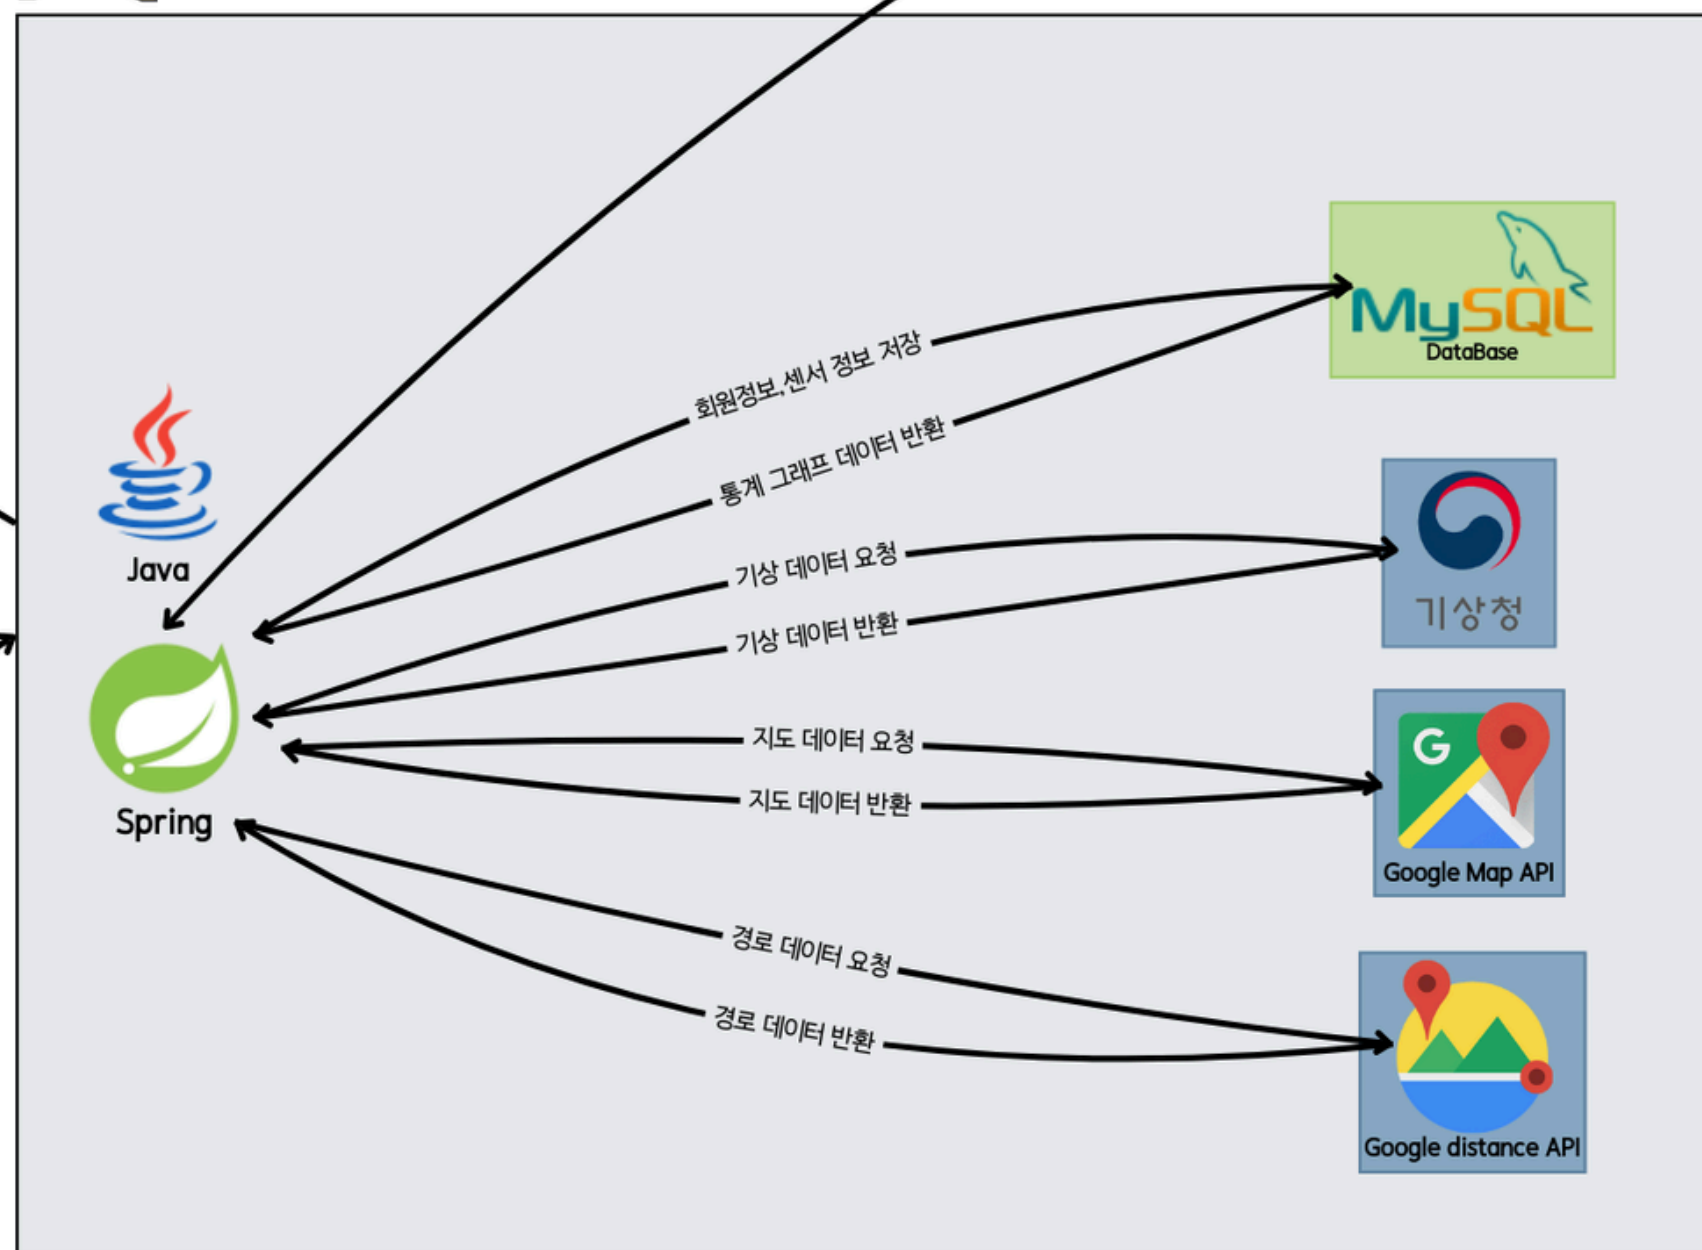 MySQL
DataBase
회원정보,센서 정보 저장
통계 그래프 데이터 반환
Java
기상 데이터 요청
기상 데이터 반환
기상청
Spring
지도 데이터 요청
지도 데이터 반환
G
Google Map API
경로 데이터 요청
경로 데이터 반환
Google distance API